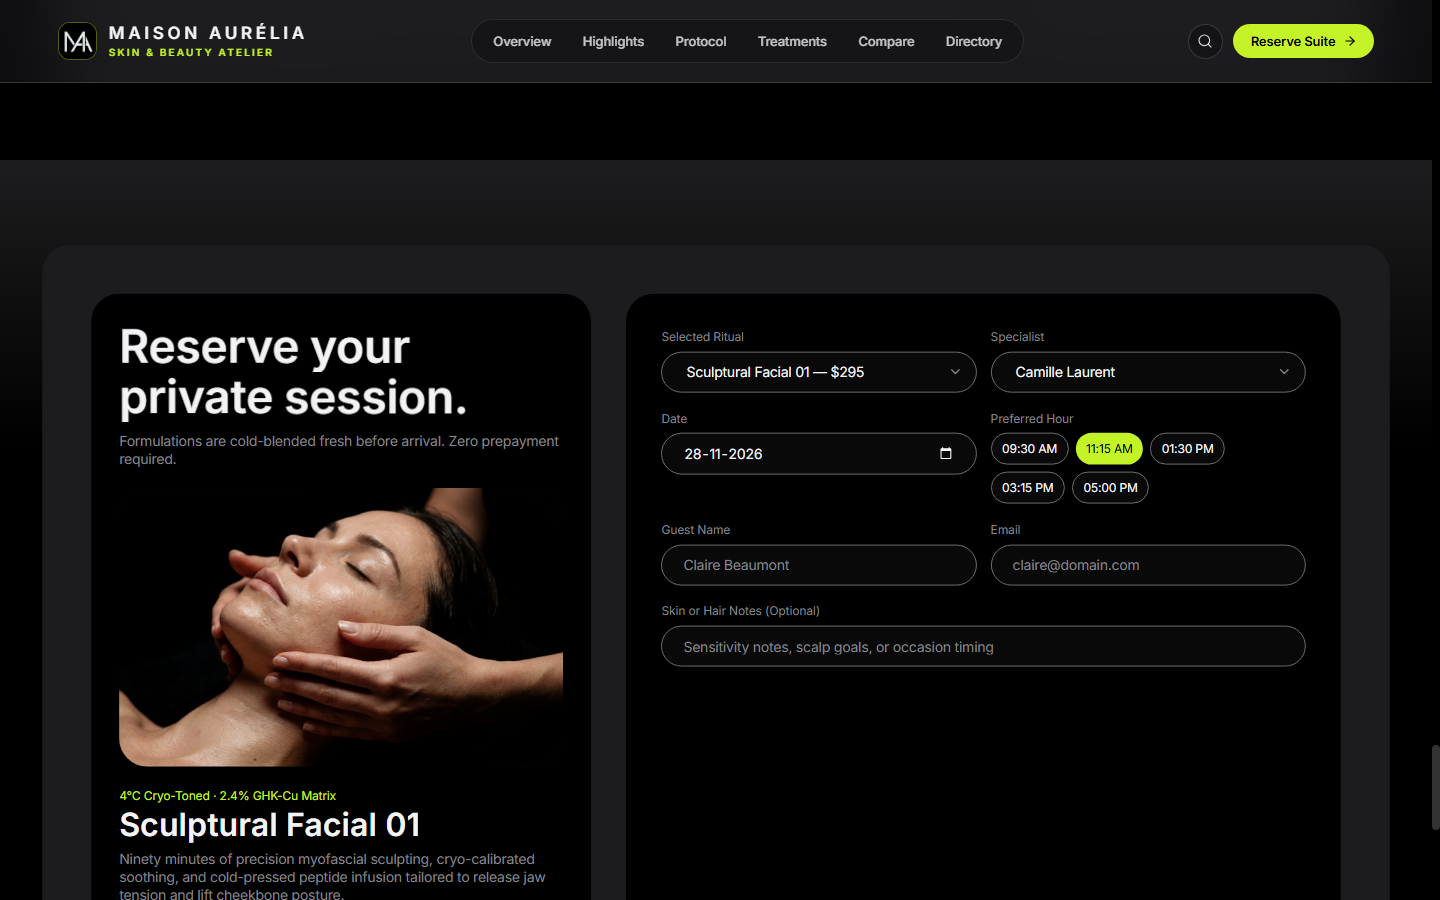 MAISON AURÉLIA
SKIN & BEAUTY ATELIER
Overview
Highlights
Protocol
Treatments
Compare
Directory
Reserve Suite
Reserve your
private session.
Formulations are cold-blended fresh before arrival. Zero prepayment
required.
4°C Cryo-Toned · 2.4% GHK-Cu Matrix
Sculptural Facial 01
Ninety minutes of precision myofascial sculpting, cryo-calibrated
soothing, and cold-pressed peptide infusion tailored to release jaw
tension and lift cheekbone posture.
Selected Ritual
Sculptural Facial 01 — $295
Specialist
Camille Laurent
Date
28-11-2026
Preferred Hour
09:30 AM
11:15 AM
01:30 PM
03:15 PM
05:00 PM
Guest Name
Claire Beaumont
Email
claire@domain.com
Skin or Hair Notes (Optional)
Sensitivity notes, scalp goals, or occasion timing